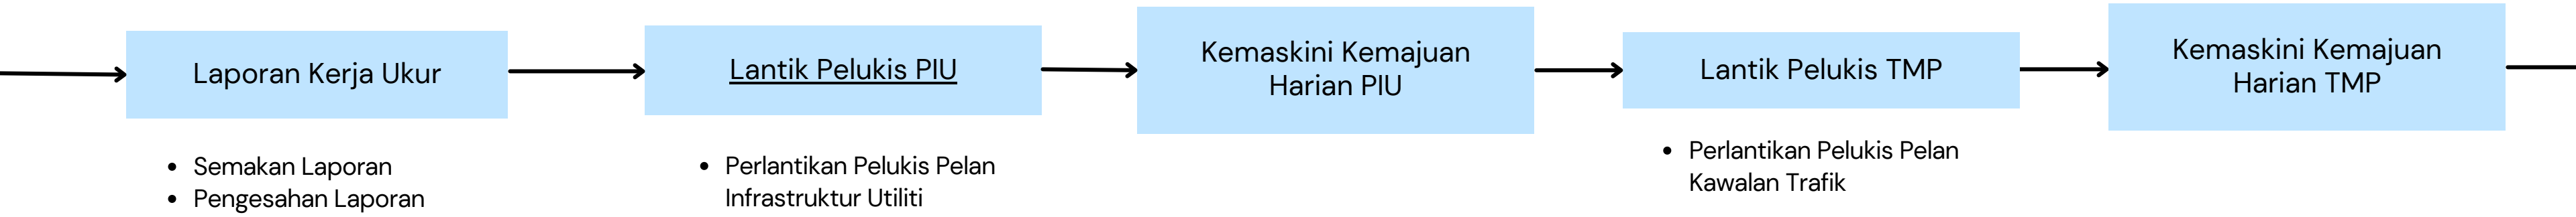 Laporan Kerja Ukur
• Semakan Laporan
• Pengesahan Laporan
Lantik Pelukis PIU
• Perlantikan Pelukis Pelan
Infrastruktur Utiliti
Kemaskini Kemajuan
Harian PIU
Lantik Pelukis TMP
• Perlantikan Pelukis Pelan
Kawalan Trafik
Kemaskini Kemajuan
Harian TMP